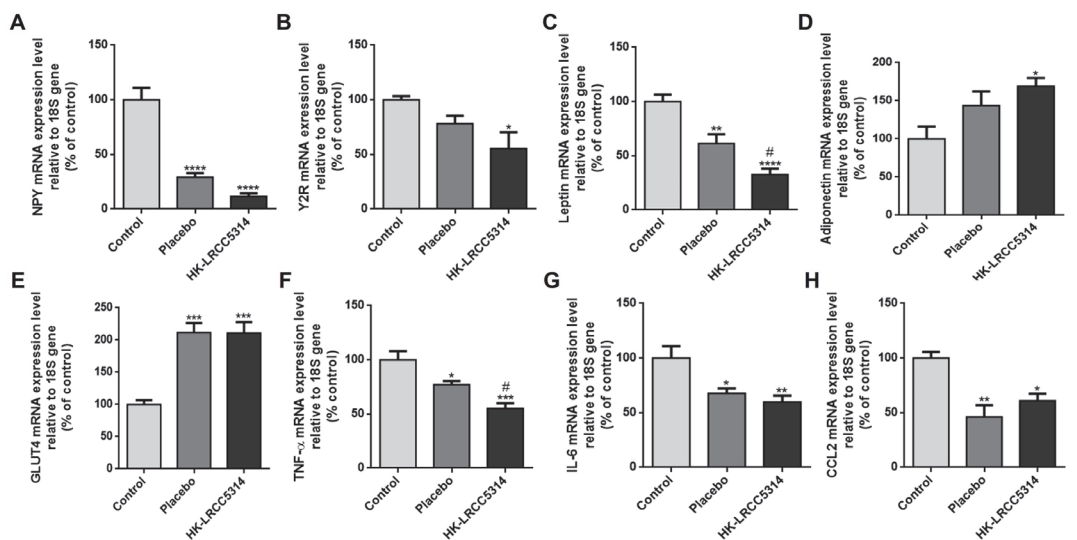 A
NPY mRNA expression level
relative to 18S gene
(% of control)
150
100
50
0
****
****
Control
Placebo
HK-LRCC5314
B
Y2R mRNA expression level
relative to 18S gene
(% of control)
150
100
50
0
*
Control
Placebo
HK-LRCC5314
C
Leptin mRNA expression level
relative to 18S gene
(% of control)
150
100
50
0
**
#
****
Control
Placebo
HK-LRCC5314
D
Adiponectin mRNA expression level
relative to 18S gene
(% of control)
200
150
100
50
0
*
Control
Placebo
HK-LRCC5314
E
GLUT4 mRNA expression level
relative to 18S gene
(% of control)
250
200
150
100
50
0
***
***
Control
Placebo
HK-LRCC5314
F
TNF-α mRNA expression level
relative to 18S gene
(% of control)
150
100
50
0
*
#
***
Control
Placebo
HK-LRCC5314
G
IL-6 mRNA expression level
relative to 18S gene
(% of control)
150
100
50
0
*
**
Control
Placebo
HK-LRCC5314
H
CCL2 mRNA expression level
relative to 18S gene
(% of control)
150
100
50
0
**
*
Control
Placebo
HK-LRCC5314